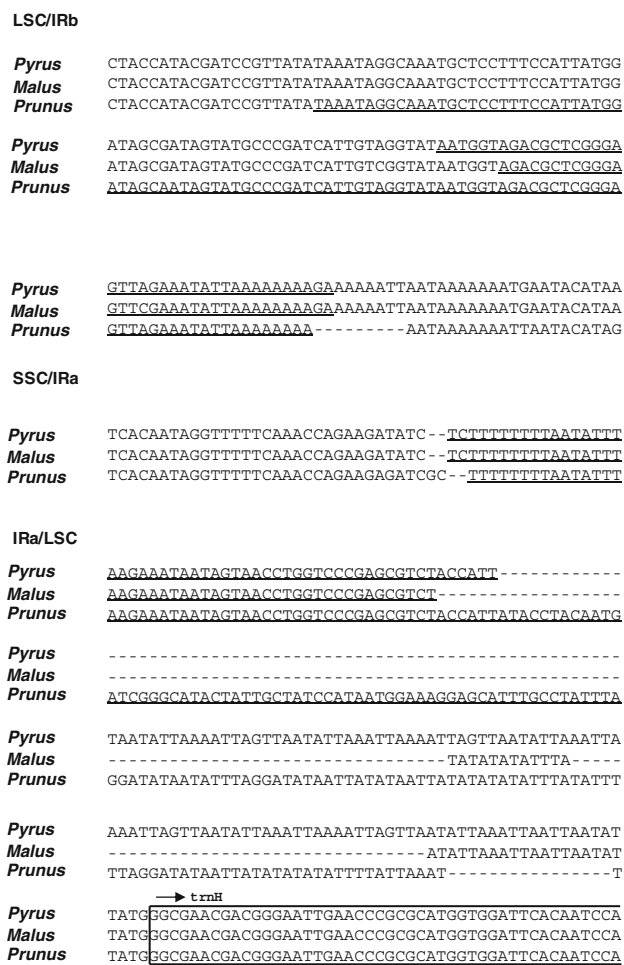 LSC/IRb
Pyrus CTACCATACGATCCGTTATATAAATAGGCAAATGCTCCTTTCCATTATGG
Malus CTACCATACGATCCGTTATATAAATAGGCAAATGCTCCTTTCCATTATGG
Prunus CTACCATACGATCCGTTATATAAATAGGCAAATGCTCCTTTCCATTATGG
Pyrus ATAGCGATAGTATGCCCGATCATTGTAGGTATAATGGTAGACGCTCGGGA
Malus ATAGCGATAGTATGCCCGATCATTGTCGGTATAATGGTAGACGCTCGGGA
Prunus ATAGCAATAGTATGCCCGATCATTGTAGGTATAATGGTAGACGCTCGGGA
Pyrus GTTAGAAATATTAAAAAAAAGAAAAAATTAATAAAAAAATGAATACATAA
Malus GTTCGAAATATTAAAAAAAAGAAAAAATTAATAAAAAAATGAATACATAA
Prunus GTTAGAAATATTAAAAAAAA---------AATAAAAAAATTAATACATAG
SSC/IRa
Pyrus TCACAATAGGTTTTTCAAACCAGAAGATATC--TCTTTTTTTTAATATTT
Malus TCACAATAGGTTTTTCAAACCAGAAGATATC--TCTTTTTTTTAATATTT
Prunus TCACAATAGGTTTTTCAAACCAGAAGAGATCGC--TTTTTTTTAATATTT
IRa/LSC
Pyrus AAGAAATAATAGTAACCTGGTCCCGAGCGTCTACCATT------------
Malus AAGAAATAATAGTAACCTGGTCCCGAGCGTCT------------------
Prunus AAGAAATAATAGTAACCTGGTCCCGAGCGTCTACCATTATACCTACAATG
Pyrus --------------------------------------------------
Malus --------------------------------------------------
Prunus ATCGGGCATACTATTGCTATCCATAATGGAAAGGAGCATTTGCCTATTTA
Pyrus TAATATTAAAATTAGTTAATATTAAATTAAAATTAGTTAATATTAAATTA
Malus ---------------------------------TATATATATTTA-----
Prunus GGATATAATATTTAGGATATAATTATATAATTATATATATATTTATATTT
Pyrus AAATTAGTTAATATTAAATTAAAATTAGTTAATATTAAATTAATTAATAT
Malus -------------------------------ATATTAAATTAATTAATAT
Prunus TTAGGATATAATTATATATATATTTTATTAAAT----------------T
trnH
Pyrus TATGGGCGAACGACGGGAATTGAACCCGCGCATGGTGGATTCACAATCCA
Malus TATGGGCGAACGACGGGAATTGAACCCGCGCATGGTGGATTCACAATCCA
Prunus TATGGGCGAACGACGGGAATTGAACCCGCGCATGGTGGATTCACAATCCA